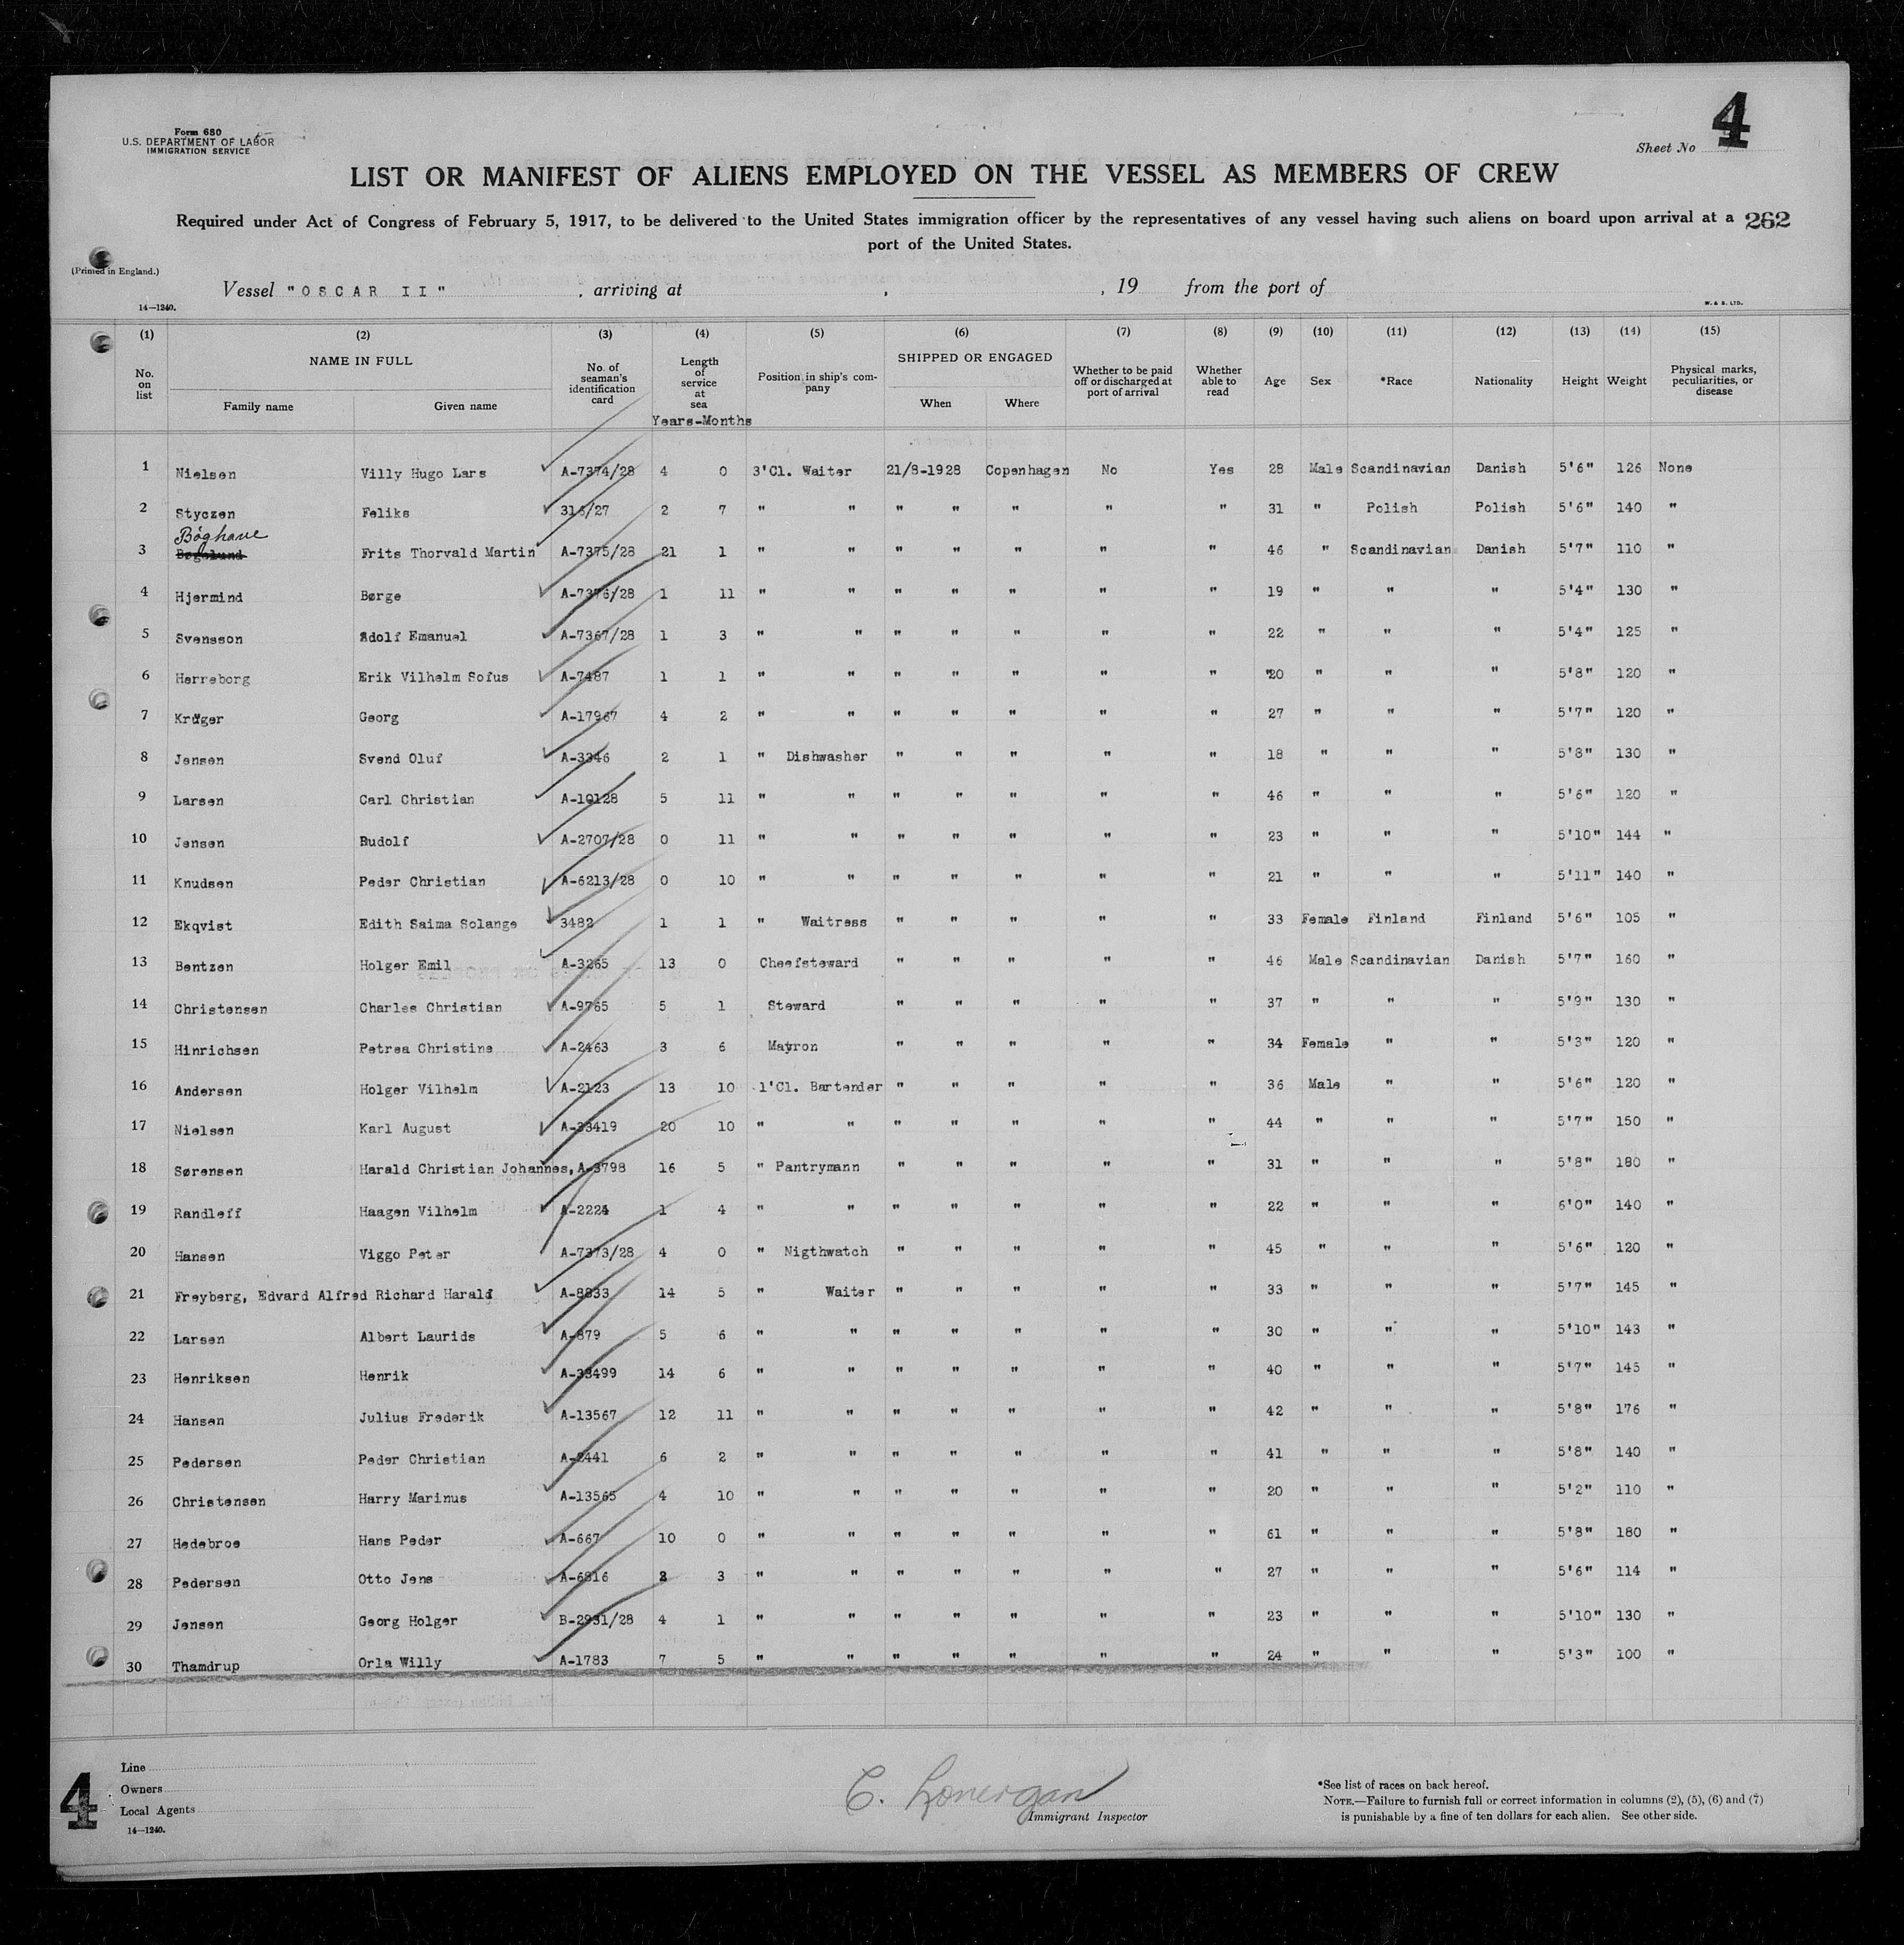 4
Form 680
U.S. DEPARTMENT OF LABOR
IMMIGRATION SERVICE
Sheet No
LIST OR MANIFEST OF ALIENS EMPLOYED ON THE VESSEL AS MEMBERS OF CREW
Required under Act of Congress of February 5, 1917, to be delivered to the United States immigration officer by the representatives of any vessel having such aliens on board upon arrival at a 262
port of the United States.
(Printed in England.)
Vessel "OSCAR II" , arriving at , , 19 from the port of
14—1240. W. & S. LTD.
(1) (2) (3) (4) (5) (6) (7) (8) (9) (10) (11) (12) (13) (14) (15)
No. on list NAME IN FULL Family name Given name No. of seaman's identification card Length of service at sea Years-Months Position in ship's company SHIPPED OR ENGAGED When Where Whether to be paid off or discharged at port of arrival Whether able to read Age Sex *Race Nationality Height Weight Physical marks, peculiarities, or disease
1 Nielsen Villy Hugo Lars A-7374/28 4 0 3'Cl. Waiter 21/8-1928 Copenhagen No Yes 28 Male Scandinavian Danish 5'6" 126 None
2 Styczen Feliks 316/27 2 7 " " " " " " " 31 " Polish Polish 5'6" 140 "
Bøghave
3 Frits Thorvald Martin A-7375/28 21 1 " " " " " " " 46 " Scandinavian Danish 5'7" 110 "
4 Hjermind Børge A-7376/28 1 11 " " " " " " " 19 " " " 5'4" 130 "
5 Svensson Adolf Emanuel A-7367/28 1 3 " " " " " " " 22 " " " 5'4" 125 "
6 Herreborg Erik Vilhelm Sofus A-7487 1 1 " " " " " " " 20 " " " 5'8" 120 "
7 Krüger Georg A-17967 4 2 " " " " " " " 27 " " " 5'7" 120 "
8 Jensen Svend Oluf A-3346 2 1 " Dishwasher " " " " " 18 " " " 5'8" 130 "
9 Larsen Carl Christian A-10128 5 11 " " " " " " " 46 " " " 5'6" 120 "
10 Jensen Rudolf A-2707/28 0 11 " " " " " " " 23 " " " 5'10" 144 "
11 Knudsen Peder Christian A-6213/28 0 10 " " " " " " " 21 " " " 5'11" 140 "
12 Ekqvist Edith Saima Solange 3482 1 1 " Waitress " " " " " 33 Female Finland Finland 5'6" 105 "
13 Bentzen Holger Emil A-3265 13 0 Cheefsteward " " " " " 46 Male Scandinavian Danish 5'7" 160 "
14 Christensen Charles Christian A-9765 5 1 Steward " " " " " 37 " " " 5'9" 130 "
15 Hinrichsen Petrea Christine A-2463 3 6 Matron " " " " " 34 Female " " 5'3" 120 "
16 Andersen Holger Vilhelm A-2123 13 10 1'Cl. Bartender " " " " " 36 Male " " 5'6" 120 "
17 Nielsen Karl August A-33419 20 10 " " " " " " " 44 " " " 5'7" 150 "
18 Sørensen Harald Christian Johannes, A-3798 16 5 " Pantrymann " " " " " 31 " " " 5'8" 180 "
19 Randleff Haagen Vilhelm A-2224 1 4 " " " " " " " 22 " " " 6'0" 140 "
20 Hansen Viggo Peter A-7373/28 4 0 " Nigthwatch " " " " " 45 " " " 5'6" 120 "
21 Freyberg, Edvard Alfred Richard Harald A-8833 14 5 " Waiter " " " " " 33 " " " 5'7" 145 "
22 Larsen Albert Laurids A-879 5 6 " " " " " " " 30 " " " 5'10" 143 "
23 Henriksen Henrik A-33499 14 6 " " " " " " " 40 " " " 5'7" 145 "
24 Hansen Julius Frederik A-13567 12 11 " " " " " " " 42 " " " 5'8" 176 "
25 Pedersen Peder Christian A-2441 6 2 " " " " " " " 41 " " " 5'8" 140 "
26 Christensen Harry Marinus A-13565 4 10 " " " " " " " 20 " " " 5'2" 110 "
27 Hedebroe Hans Peder A-667 10 0 " " " " " " " 61 " " " 5'8" 180 "
28 Pedersen Otto Jens A-6816 2 3 " " " " " " " 27 " " " 5'6" 114 "
29 Jensen Georg Holger B-2931/28 4 1 " " " " " " " 23 " " " 5'10" 130 "
30 Thamdrup Orla Willy A-1783 7 5 " " " " " " " 24 " " " 5'3" 100 "
4
Line
Owners
Local Agents
14—1240.
C. Lonergan
Immigrant Inspector
*See list of races on back hereof.
NOTE.—Failure to furnish full or correct information in columns (2), (5), (6) and (7)
is punishable by a fine of ten dollars for each alien. See other side.